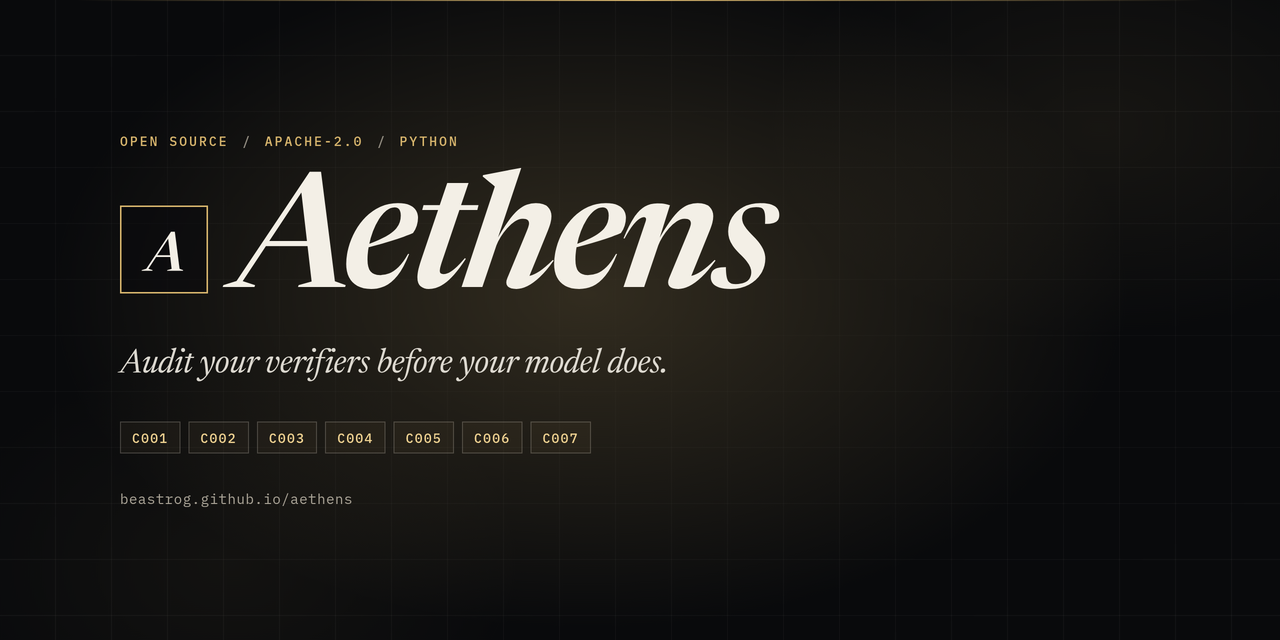 OPEN SOURCE / APACHE-2.0 / PYTHON
A Aethens
Audit your verifiers before your model does.
C001 C002 C003 C004 C005 C006 C007
beastrog.github.io/aethens